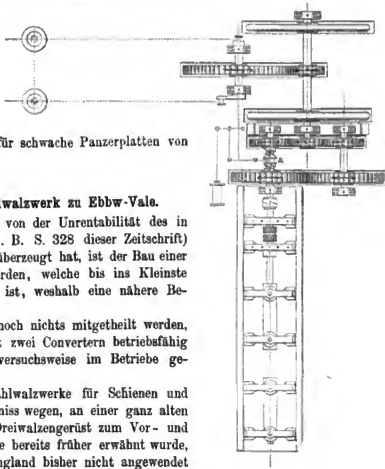 für schwache Panzerplatten von
lwalzwerk zu Ebbw-Vale.
von der Unrentabilität des in
. B. S. 328 dieser Zeitschrift)
überzeugt hat, ist der Bau einer
rden, welche bis ins Kleinste
ist, weshalb eine nähere Be-
noch nichts mitgetheilt werden,
t zwei Convertern betriebsfähig
versuchsweise im Betriebe ge-
hlwalzwerke für Schienen und
niss wegen, an einer ganz alten
Dreiwalzengerüst zum Vor- und
e bereits früher erwähnt wurde,
ngland bisher nicht angewendet